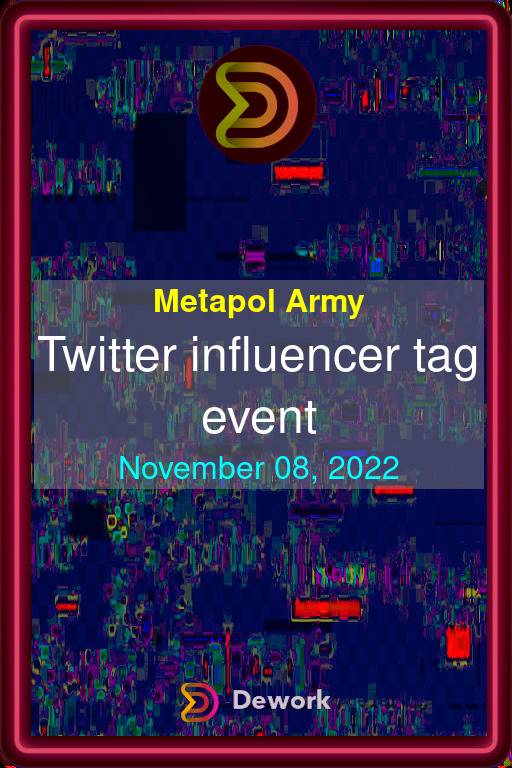 Metapol Army
Twitter influencer tag
event
November 08, 2022
Dework